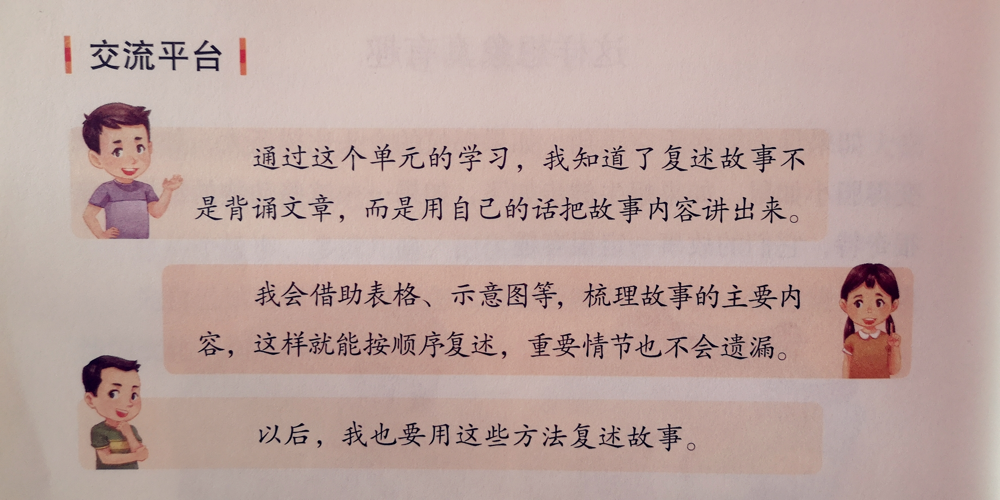 交流平台
通过这个单元的学习，我知道了复述故事不
是背诵文章，而是用自己的话把故事内容讲出来。
我会借助表格、示意图等，梳理故事的主要内
容，这样就能按顺序复述，重要情节也不会遗漏。
以后，我也要用这些方法复述故事。